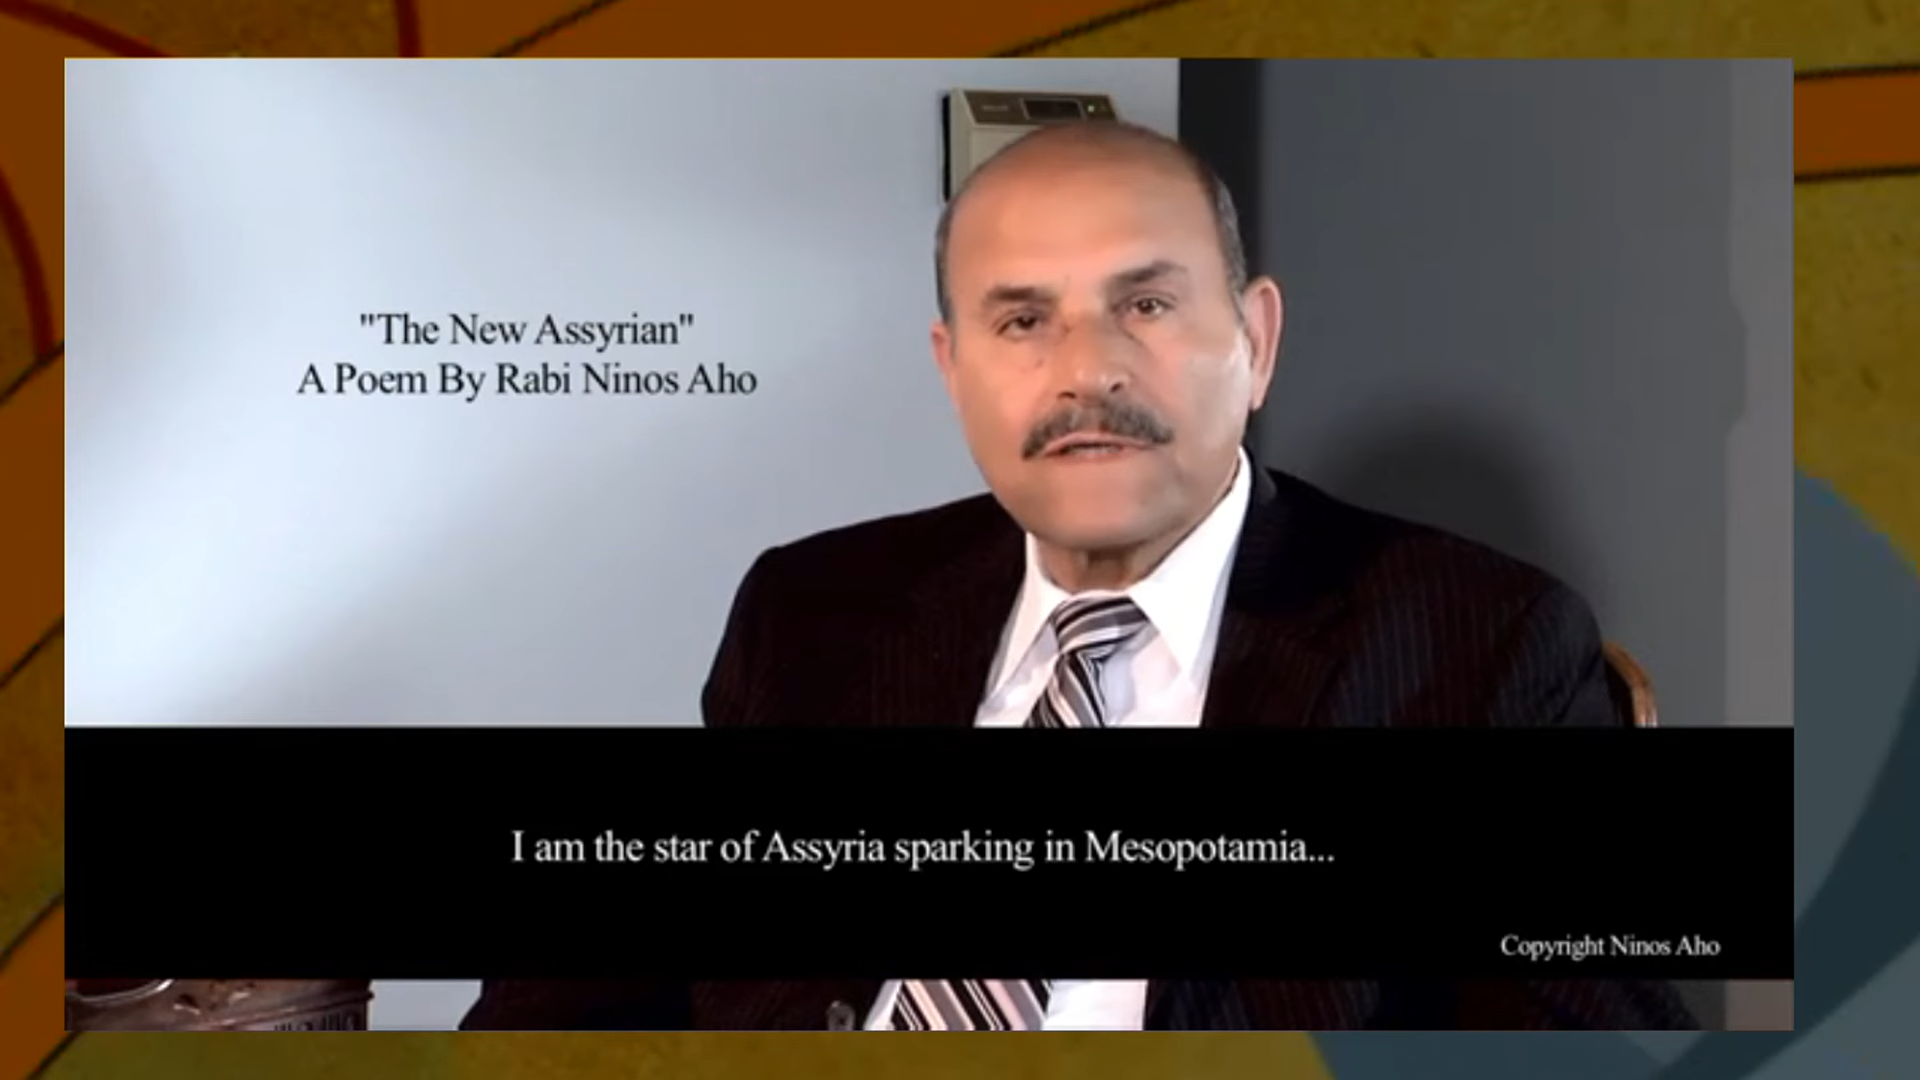 "The New Assyrian"
A Poem By Rabi Ninos Aho
I am the star of Assyria sparking in Mesopotamia...
Copyright Ninos Aho